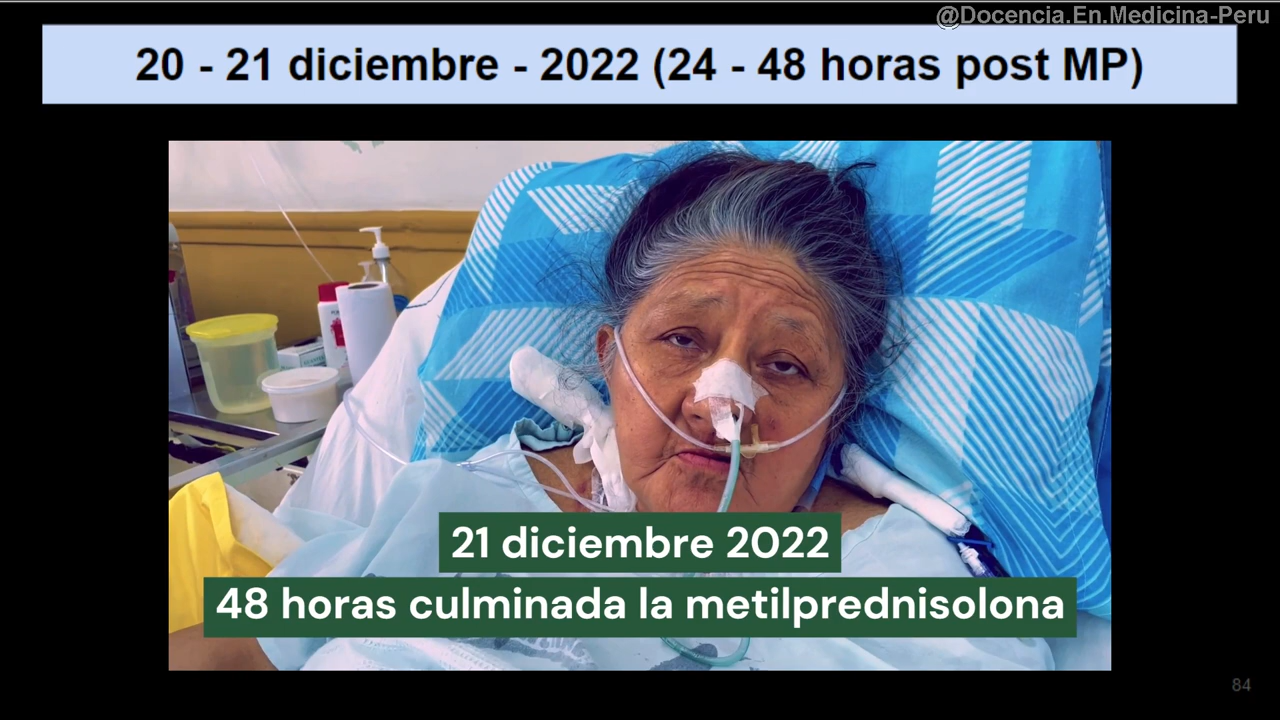 @Docencia.En.Medicina-Peru
20 - 21 diciembre - 2022 (24 - 48 horas post MP)
21 diciembre 2022
48 horas culminada la metilprednisolona
84